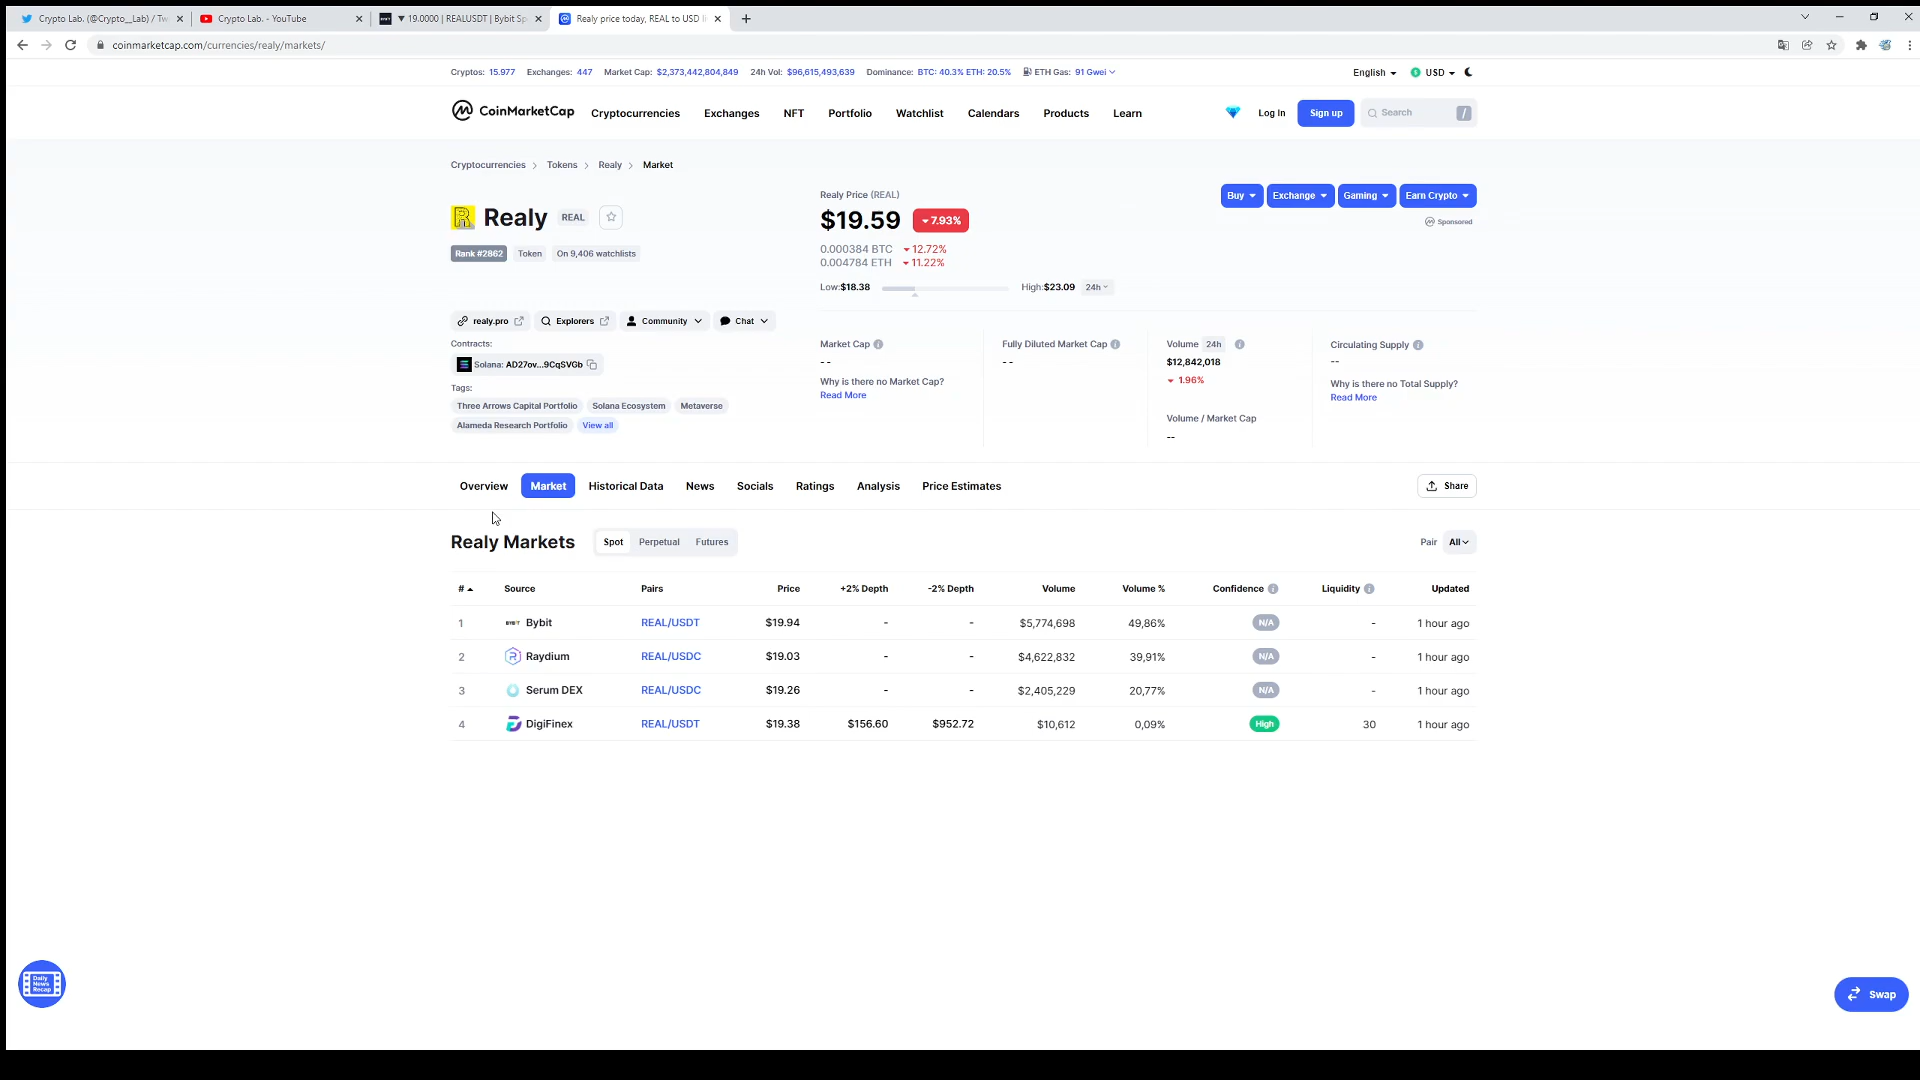 Crypto Lab. (@Crypto__Lab) / Tw
Crypto Lab. - YouTube
▼ 19.0000 | REALUSDT | Bybit Sp
Realy price today, REAL to USD li
coinmarketcap.com/currencies/realy/markets/
Cryptos: 15.977 Exchanges: 447 Market Cap: $2,373,442,804,849 24h Vol: $96,615,493,639 Dominance: BTC: 40.3% ETH: 20.5% ETH Gas: 91 Gwei
English USD
CoinMarketCap Cryptocurrencies Exchanges NFT Portfolio Watchlist Calendars Products Learn Log In Sign up Search /
Cryptocurrencies > Tokens > Realy > Market
Realy REAL
Rank #2862 Token On 9,406 watchlists
realy.pro Explorers Community Chat
Contracts:
Solana: AD27ov...9CqSVGb
Tags:
Three Arrows Capital Portfolio Solana Ecosystem Metaverse
Alameda Research Portfolio View all
Realy Price (REAL)
$19.59 7.93%
0.000384 BTC 12.72%
0.004784 ETH 11.22%
Low:$18.38 High:$23.09 24h
Buy Exchange Gaming Earn Crypto
Sponsored
Market Cap
- -
Why is there no Market Cap?
Read More
Fully Diluted Market Cap
- -
Volume 24h
$12,842,018
1.96%
Volume / Market Cap
--
Circulating Supply
--
Why is there no Total Supply?
Read More
Overview Market Historical Data News Socials Ratings Analysis Price Estimates Share
Realy Markets Spot Perpetual Futures Pair All
# Source Pairs Price +2% Depth -2% Depth Volume Volume % Confidence Liquidity Updated
1 BYBIT Bybit REAL/USDT $19.94 - - $5,774,698 49,86% N/A - 1 hour ago
2 Raydium REAL/USDC $19.03 - - $4,622,832 39,91% N/A - 1 hour ago
3 Serum DEX REAL/USDC $19.26 - - $2,405,229 20,77% N/A - 1 hour ago
4 DigiFinex REAL/USDT $19.38 $156.60 $952.72 $10,612 0,09% High 30 1 hour ago
Daily
News
Recap
Swap